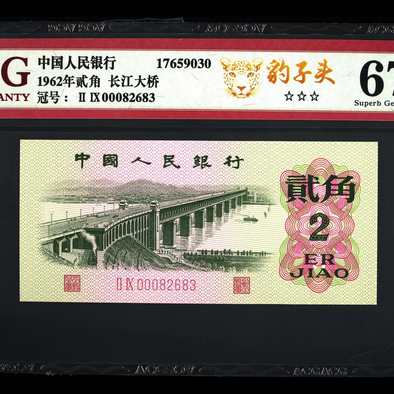 G
ANTY
中国人民银行 17659030
1962年贰角 长江大桥
冠号： II IX00082683
豹子头
☆☆☆
67
Superb Ge
中國人民銀行
貳角
2
ER
JIAO
II IX 00082683